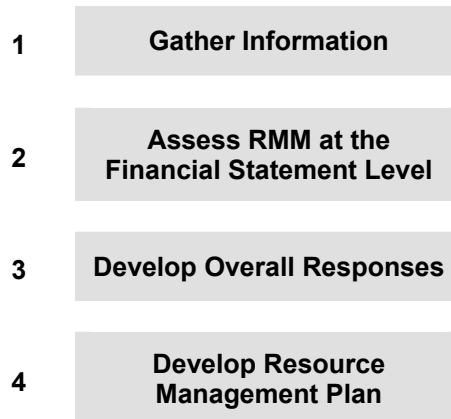 1 Gather Information
2 Assess RMM at the
Financial Statement Level
3 Develop Overall Responses
4 Develop Resource
Management Plan